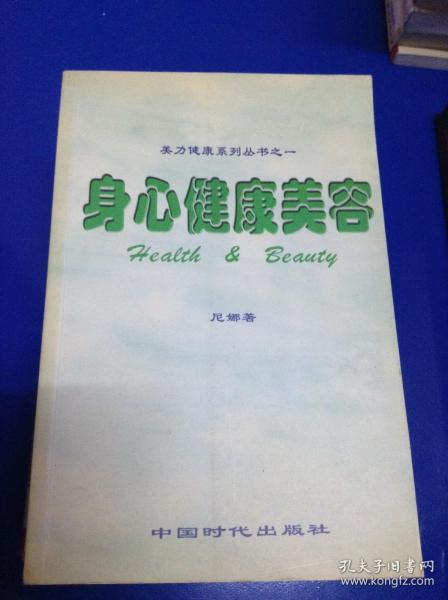 美力健康系列丛书之一
身心健康美容
Health & Beauty
尼娜著
中国时代出版社
孔夫子旧书网
www.kongfz.com